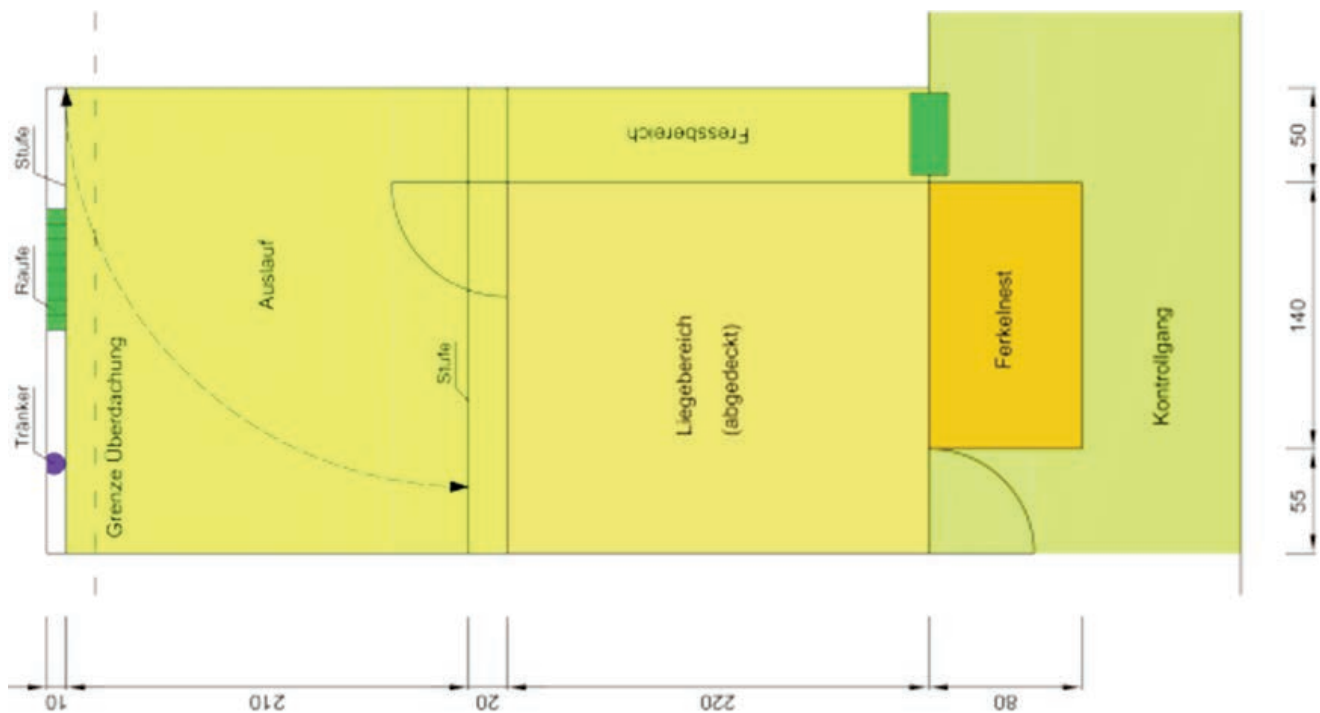 Stufe
Raufe
Tränker
Grenze Überdachung
Auslauf
Stufe
Fressbereich
Liegebereich
(abgedeckt)
Ferkelnest
Kontrollgang
50
140
55
10
210
20
220
80